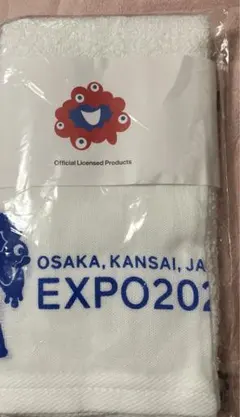 Official Licensed Products
OSAKA, KANSAI, JA
EXPO202